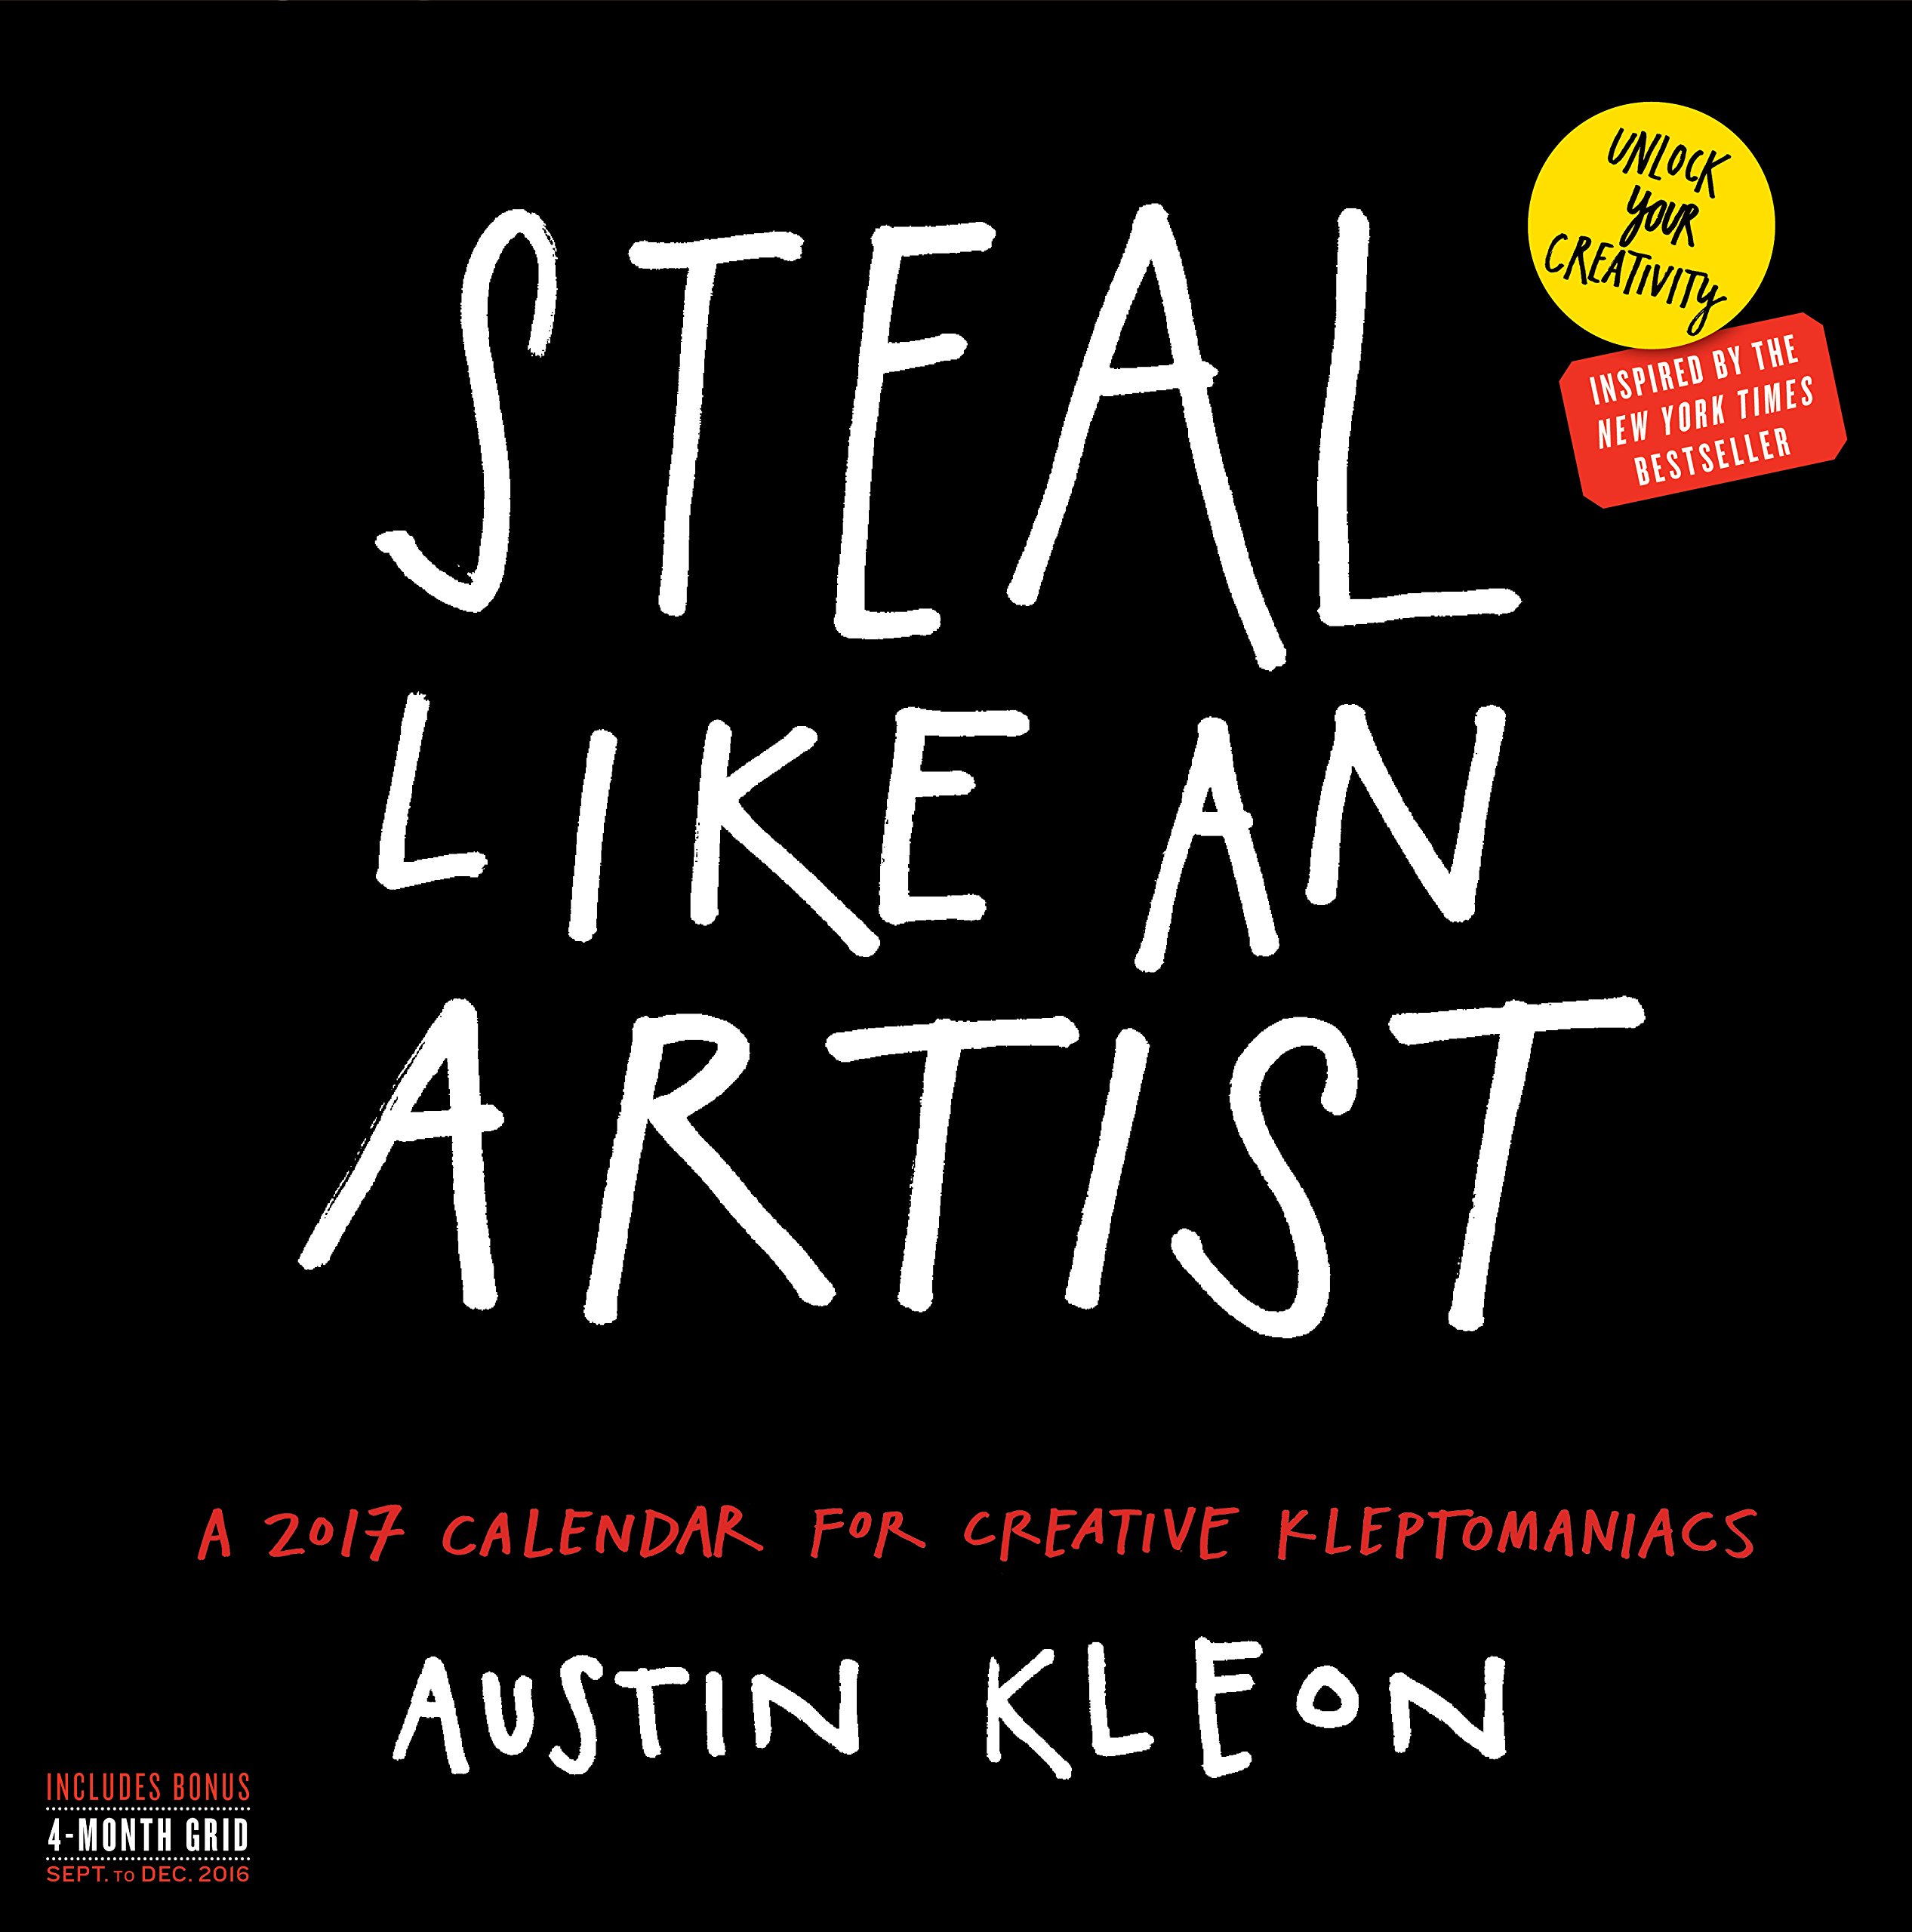 UNLOCK
YOUR
CREATIVITY
INSPIRED BY THE
NEW YORK TIMES
BESTSELLER
STEAL
LIKE AN
ARTIST
A 2017 CALENDAR FOR CREATIVE KLEPTOMANIACS
AUSTIN KLEON
INCLUDES BONUS
4-MONTH GRID
SEPT. TO DEC. 2016